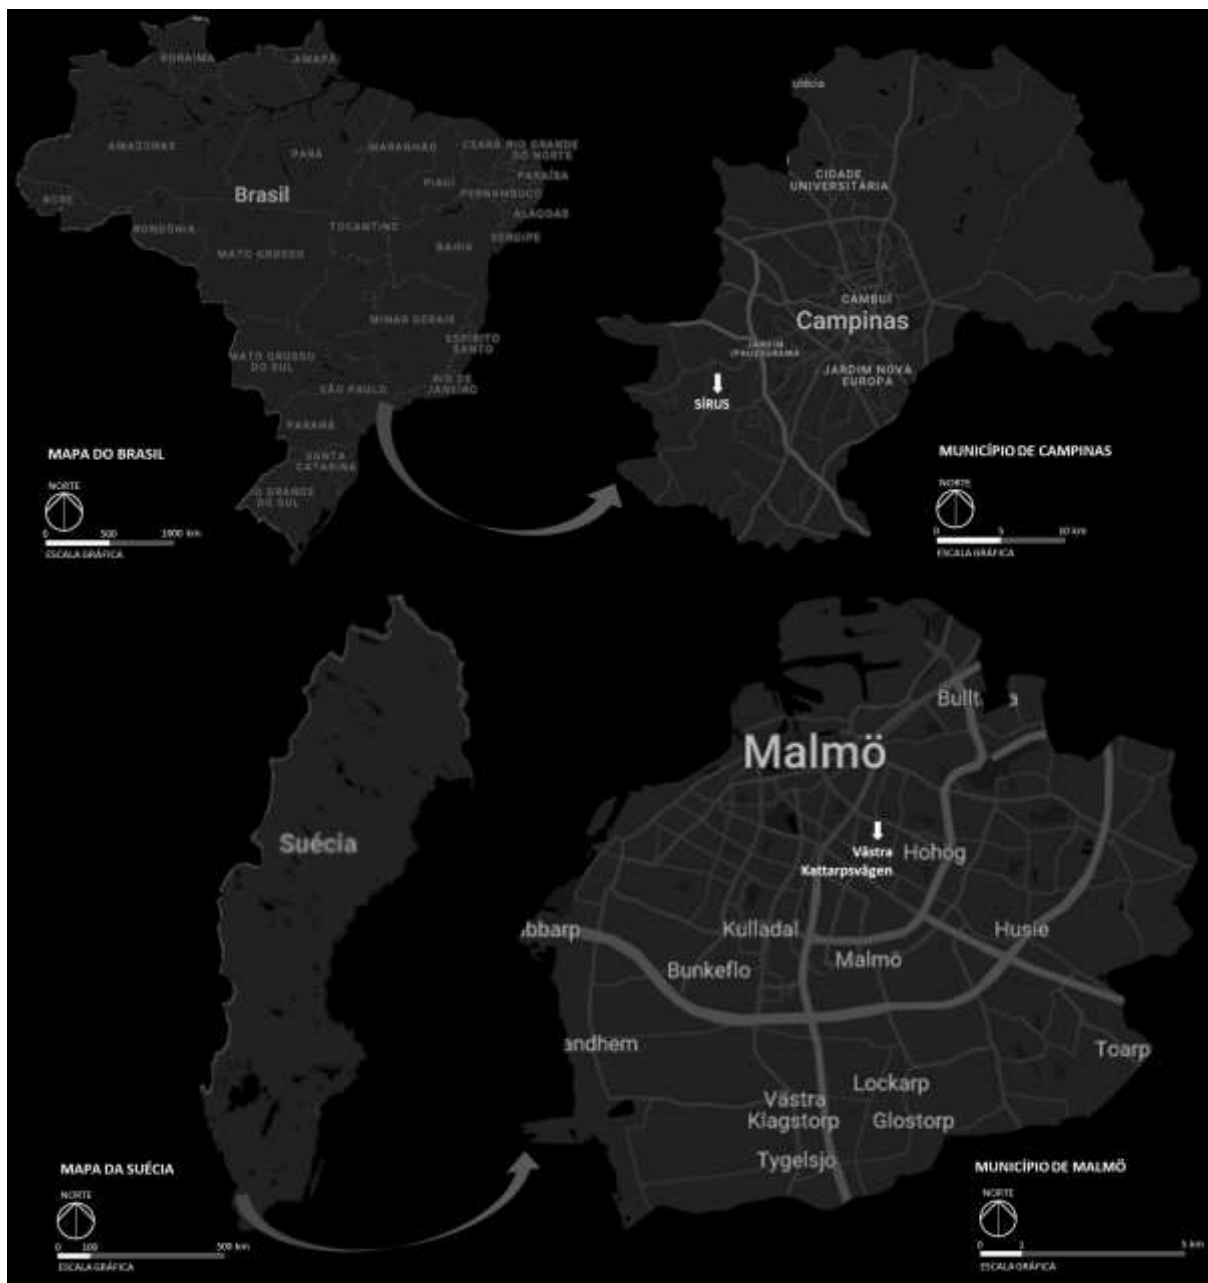 RORAIMA
AMAPÁ
AMAZONAS
PARÁ
MARANHÃO
CEARÁ
RIO GRANDE
DO NORTE
PARAÍBA
PIAUÍ
PERNAMBUCO
ACRE
Brasil
ALAGOAS
RONDÔNIA
TOCANTINS
SERGIPE
MATO GROSSO
BAHIA
MINAS GERAIS
ESPÍRITO
SANTO
MATO GROSSO
DO SUL
SÃO PAULO
RIO DE
JANEIRO
PARANÁ
SANTA
CATARINA
O GRANDE
DO SUL
MAPA DO BRASIL
NORTE
0 500 1000 km
ESCALA GRÁFICA
CIDADE
UNIVERSITÁRIA
CAMBUÍ
Campinas
JARDIM
JARDIM NOVA
EUROPA
SÍRUS
MUNICÍPIO DE CAMPINAS
NORTE
0 5 10 km
ESCALA GRÁFICA
Suécia
MAPA DA SUÉCIA
NORTE
0 100 500 km
ESCALA GRÁFICA
Bullt a
Malmö
Västra
Kattarpsvägen
Höhög
bbarp
Kulladal
Husie
Malmö
Bunkeflo
andhem
Toarp
Lockarp
Västra
Klagstorp
Glostorp
Tygelsjö
MUNICÍPIO DE MALMÖ
NORTE
0 1 5 km
ESCALA GRÁFICA